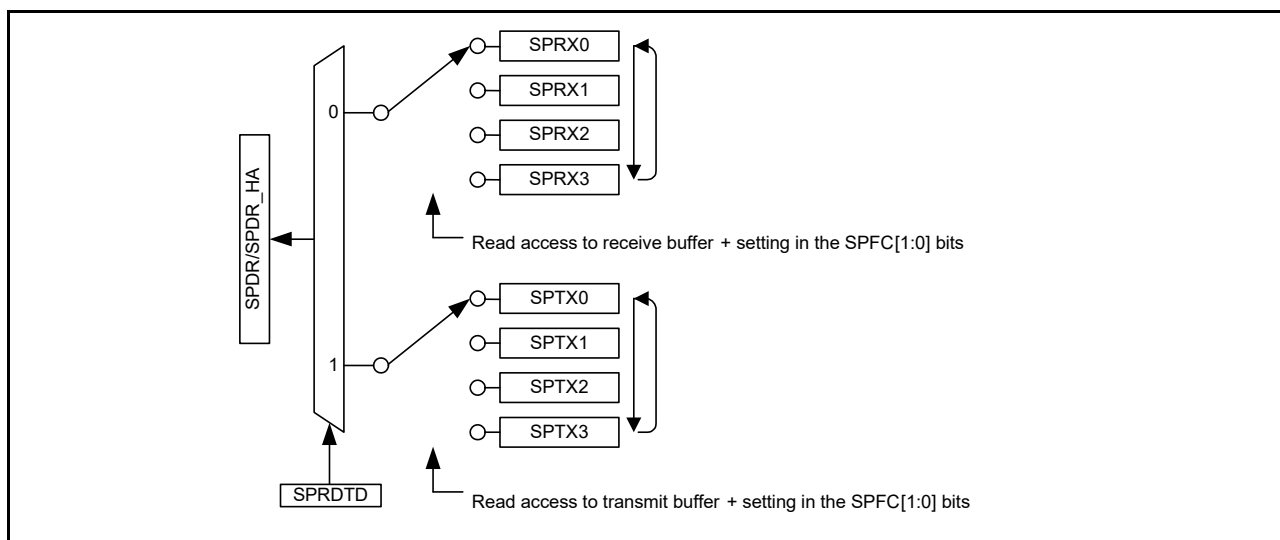 SPRX0
SPRX1
0
SPRX2
SPRX3
SPDR/SPDR_HA
Read access to receive buffer + setting in the SPFC[1:0] bits
SPTX0
SPTX1
1
SPTX2
SPTX3
SPRDTD
Read access to transmit buffer + setting in the SPFC[1:0] bits